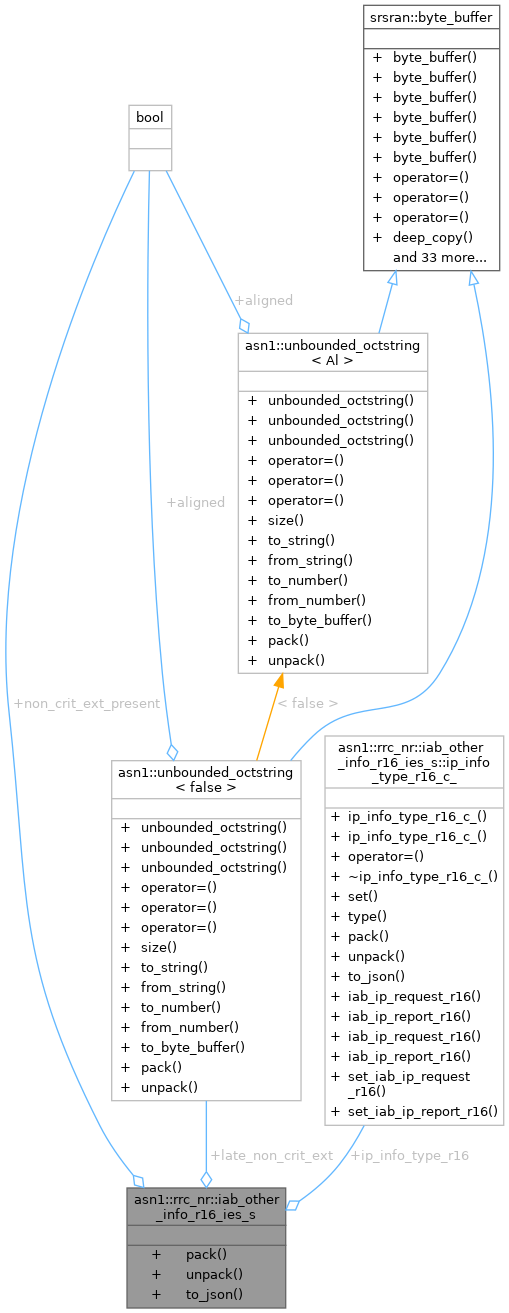 srsran::byte_buffer
+ byte_buffer()
+ byte_buffer()
+ byte_buffer()
+ byte_buffer()
+ byte_buffer()
+ byte_buffer()
+ operator=()
+ operator=()
+ operator=()
+ deep_copy()
and 33 more...
bool
+aligned
asn1::unbounded_octstring
< Al >
+ unbounded_octstring()
+ unbounded_octstring()
+ unbounded_octstring()
+ operator=()
+ operator=()
+ operator=()
+ size()
+ to_string()
+ from_string()
+ to_number()
+ from_number()
+ to_byte_buffer()
+ pack()
+ unpack()
+aligned
+non_crit_ext_present
< false >
asn1::unbounded_octstring
< false >
+ unbounded_octstring()
+ unbounded_octstring()
+ unbounded_octstring()
+ operator=()
+ operator=()
+ operator=()
+ size()
+ to_string()
+ from_string()
+ to_number()
+ from_number()
+ to_byte_buffer()
+ pack()
+ unpack()
asn1::rrc_nr::iab_other
_info_r16_ies_s::ip_info
_type_r16_c_
+ ip_info_type_r16_c_()
+ ip_info_type_r16_c_()
+ operator=()
+ ~ip_info_type_r16_c_()
+ set()
+ type()
+ pack()
+ unpack()
+ to_json()
+ iab_ip_request_r16()
+ iab_ip_report_r16()
+ iab_ip_request_r16()
+ iab_ip_report_r16()
+ set_iab_ip_request
_r16()
+ set_iab_ip_report_r16()
+late_non_crit_ext
+ip_info_type_r16
asn1::rrc_nr::iab_other
_info_r16_ies_s
+ pack()
+ unpack()
+ to_json()